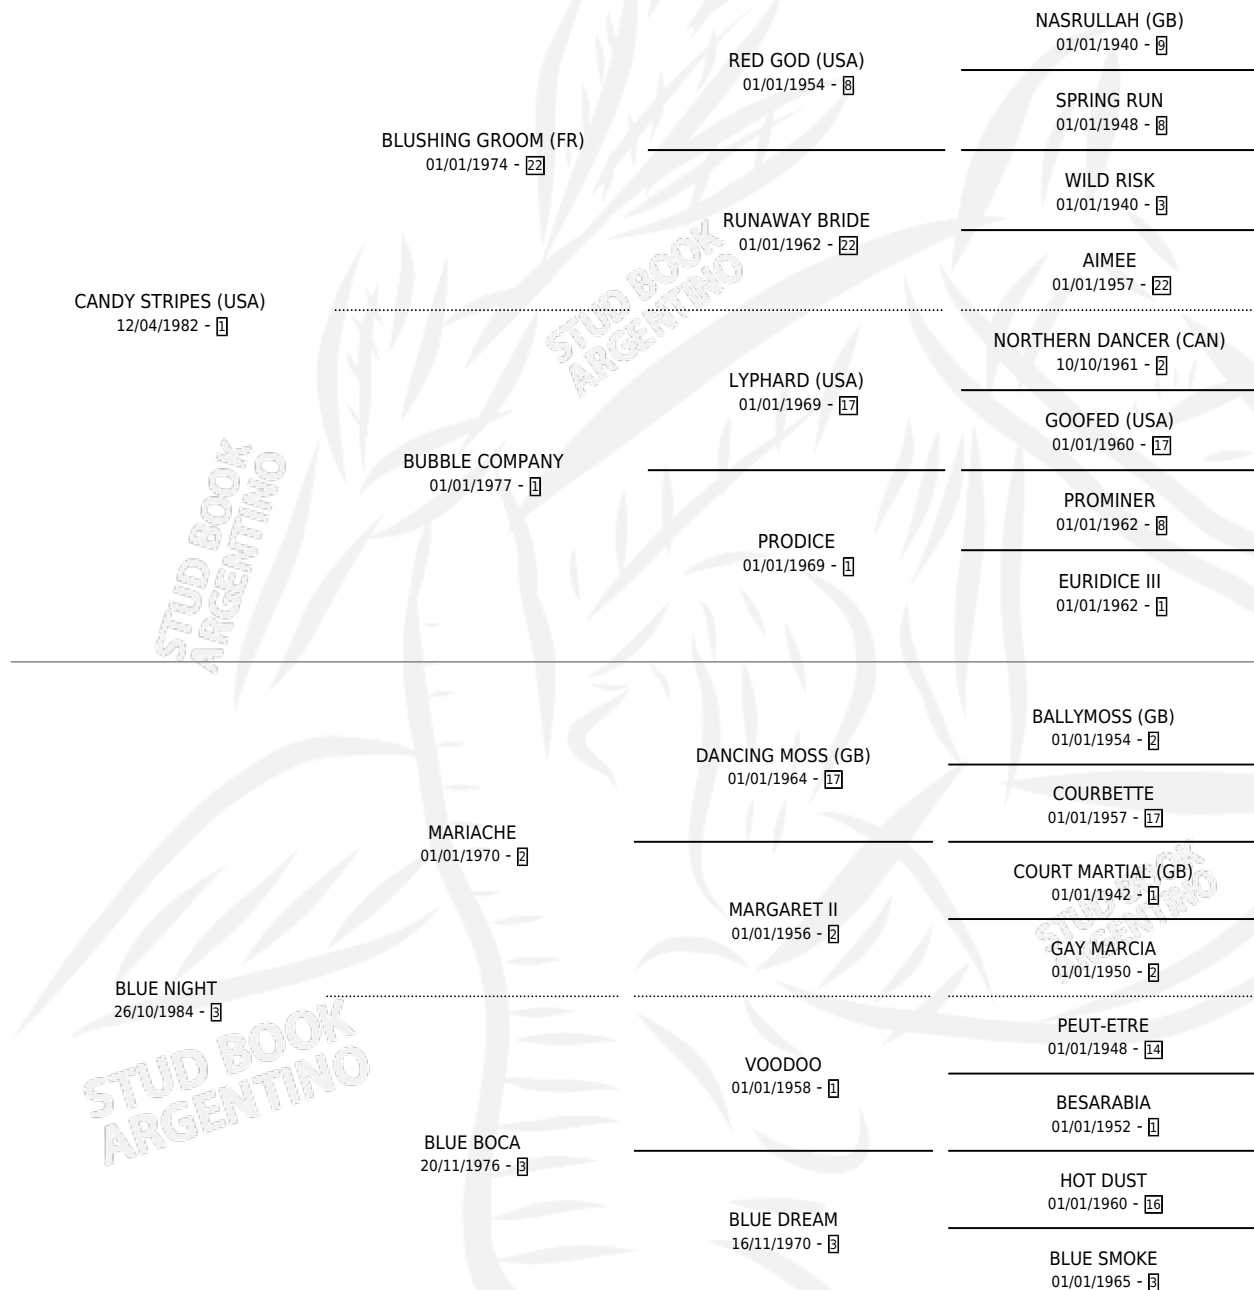 NASRULLAH (GB)
01/01/1940 - 9
RED GOD (USA)
01/01/1954 - 8
SPRING RUN
01/01/1948 - 8
BLUSHING GROOM (FR)
01/01/1974 - 22
WILD RISK
01/01/1940 - 3
RUNAWAY BRIDE
01/01/1962 - 22
AIMEE
01/01/1957 - 22
CANDY STRIPES (USA)
12/04/1982 - 1
NORTHERN DANCER (CAN)
10/10/1961 - 2
LYPHARD (USA)
01/01/1969 - 17
GOOFED (USA)
01/01/1960 - 17
BUBBLE COMPANY
01/01/1977 - 1
PROMINER
01/01/1962 - 8
PRODICE
01/01/1969 - 1
EURIDICE III
01/01/1962 - 1
BALLYMOSS (GB)
01/01/1954 - 2
DANCING MOSS (GB)
01/01/1964 - 17
COURBETTE
01/01/1957 - 17
MARIACHE
01/01/1970 - 2
COURT MARTIAL (GB)
01/01/1942 - 1
MARGARET II
01/01/1956 - 2
GAY MARCIA
01/01/1950 - 2
BLUE NIGHT
26/10/1984 - 3
PEUT-ETRE
01/01/1948 - 14
VOODOO
01/01/1958 - 1
BESARABIA
01/01/1952 - 1
BLUE BOCA
20/11/1976 - 3
HOT DUST
01/01/1960 - 16
BLUE DREAM
16/11/1970 - 3
BLUE SMOKE
01/01/1965 - 3
STUD BOOK
ARGENTINO
STUD BOOK
ARGENTINO
STUD BOOK
ARGENTINO
STUD BOOK
ARGENTINO